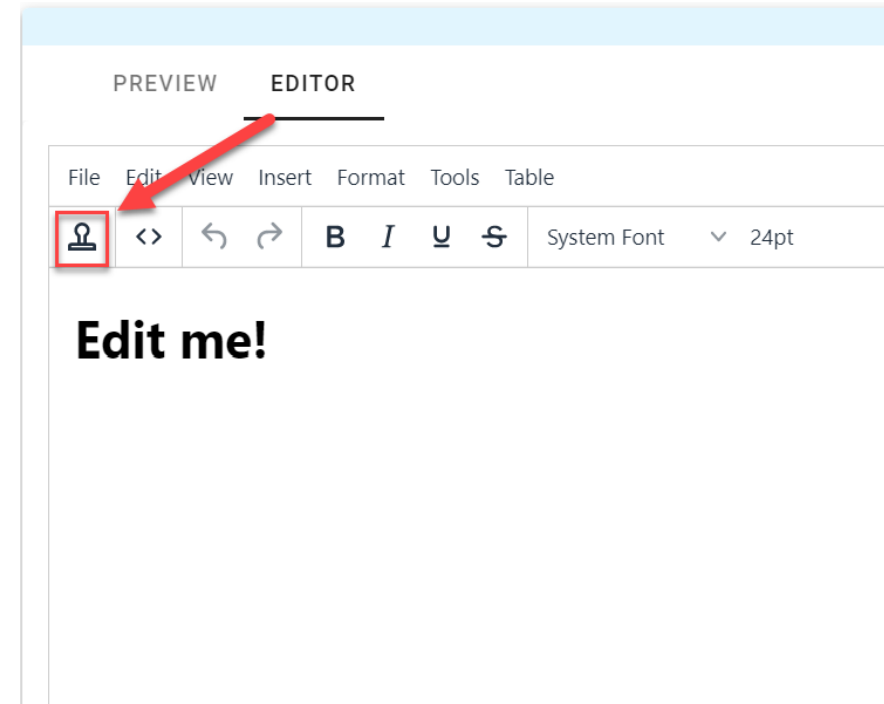 PREVIEW EDITOR
File Edit View Insert Format Tools Table
B I U S System Font 24pt
Edit me!